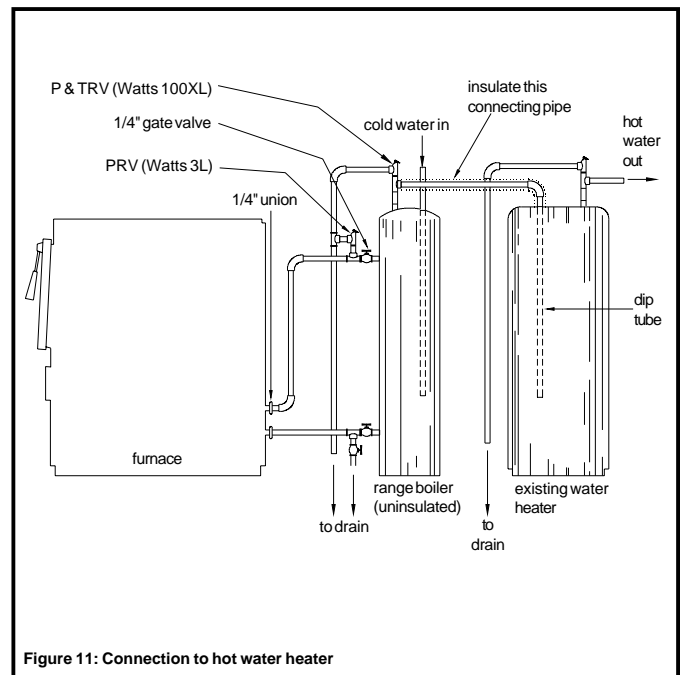 P & TRV (Watts 100XL)
1/4" gate valve
PRV (Watts 3L)
1/4" union
cold water in
insulate this
connecting pipe
hot
water
out
dip
tube
furnace
range boiler
(uninsulated)
existing water
heater
to drain
to
drain
Figure 11: Connection to hot water heater